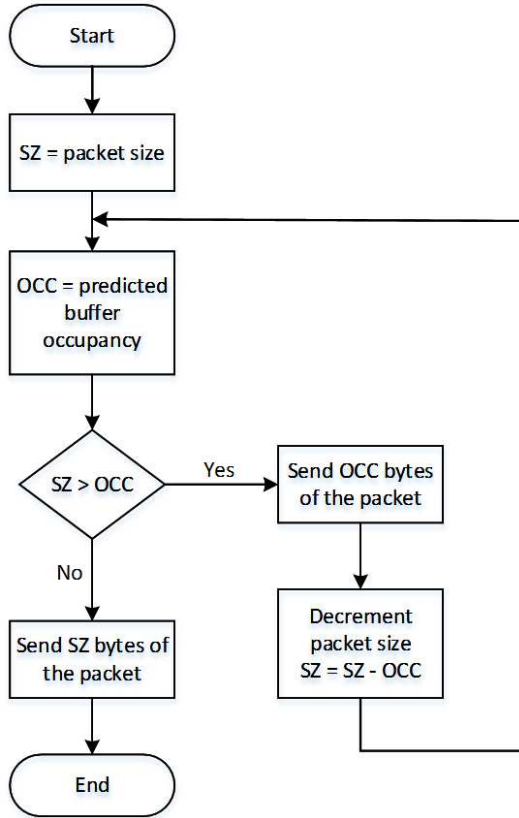 Start
SZ = packet size
OCC = predicted
buffer
occupancy
SZ > OCC
Yes
Send OCC bytes
of the packet
No
Decrement
packet size
SZ = SZ - OCC
Send SZ bytes of
the packet
End